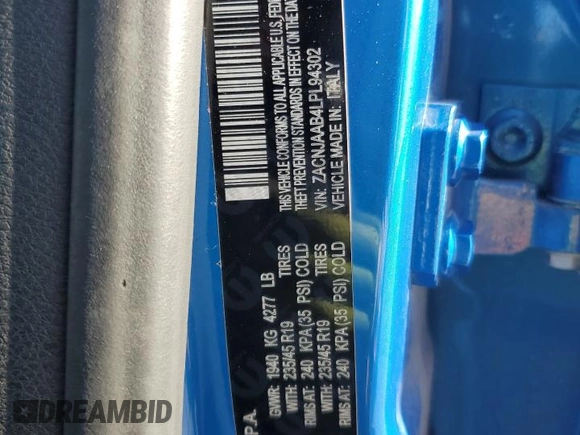 THIS VEHICLE CONFORMS TO ALL APPLICABLE U.S. FED
THEFT PREVENTION STANDARDS IN EFFECT ON THE DA
VIN: ZACNJAAB4LPL94302
VEHICLE MADE IN: ITALY
P.A.
GVWR: 1940 KG 4277 LB
WITH: 235/45 R19 TIRES
RIMS AT: 240 KPA (35 PSI) COLD
WITH: 235/45 R19 TIRES
RIMS AT: 240 KPA (35 PSI) COLD
DREAMBID